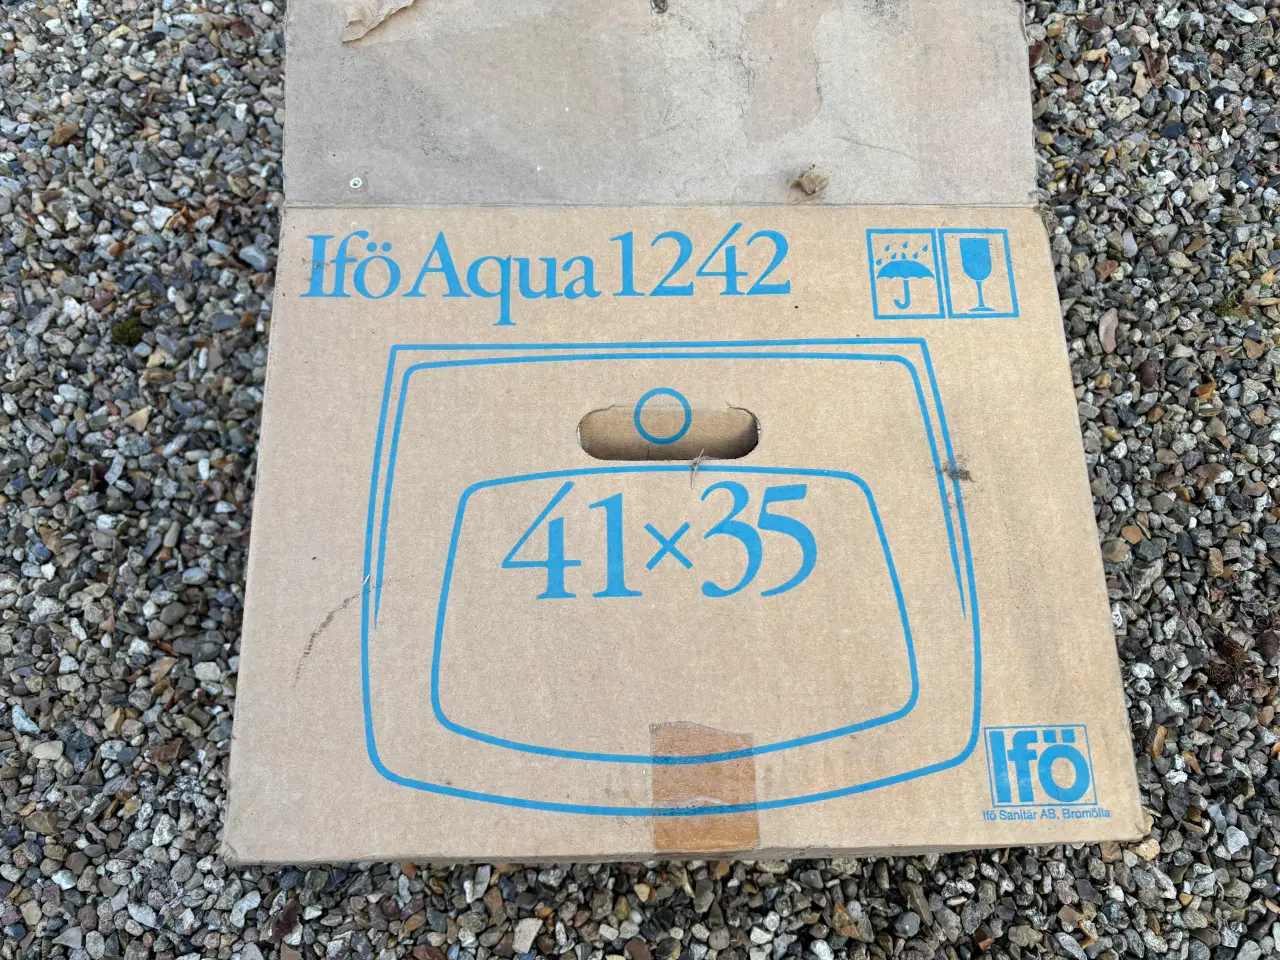 Ifö Aqua 1242
41×35
Ifö
Ifö Sanitär AB, Bromölla